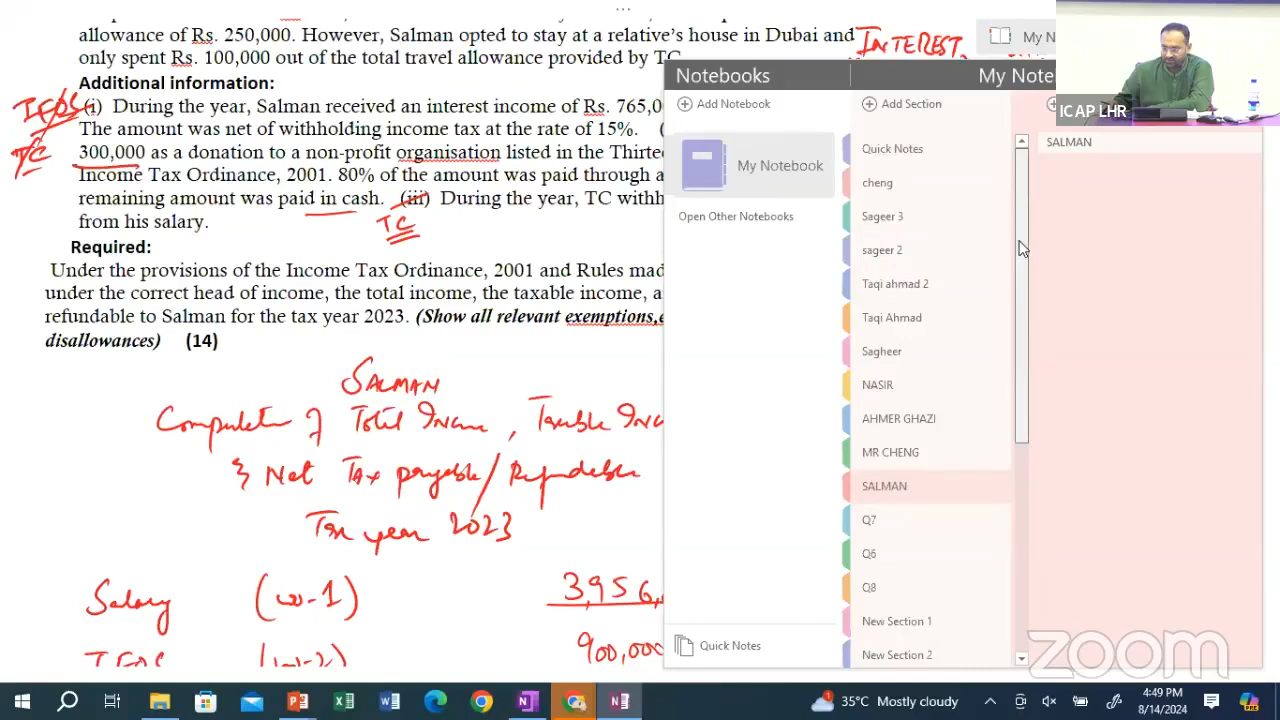 allowance of Rs. 250,000. However, Salman opted to stay at a relative's house in Dubai and
only spent Rs. 100,000 out of the total travel allowance provided by TC
INTEREST
Additional information:
IFOS
(i) During the year, Salman received an interest income of Rs. 765,0
The amount was net of withholding income tax at the rate of 15%. (
TC
300,000 as a donation to a non-profit organisation listed in the Thirtee
Income Tax Ordinance, 2001. 80% of the amount was paid through a
remaining amount was paid in cash. (iii) During the year, TC withh
TC
from his salary.
Required:
Under the provisions of the Income Tax Ordinance, 2001 and Rules mad
under the correct head of income, the total income, the taxable income, a
refundable to Salman for the tax year 2023. (Show all relevant exemptions,e
disallowances) (14)
SALMAN
Computation of Total Income, Taxable Inco
& Net Tax payable/Refundable
Tax year 2023
Salary (w-1) 3,956,
IFOS (w-2) 900,000
Notebooks
My Note
My N
Add Notebook
Add Section
My Notebook
Open Other Notebooks
Quick Notes
Quick Notes
cheng
Sageer 3
sageer 2
Taqi ahmad 2
Taqi Ahmad
Sagheer
NASIR
AHMER GHAZI
MR CHENG
SALMAN
Q7
Q6
Q8
New Section 1
New Section 2
SALMAN
ICAP LHR
zoom
35°C Mostly cloudy
4:49 PM
8/14/2024